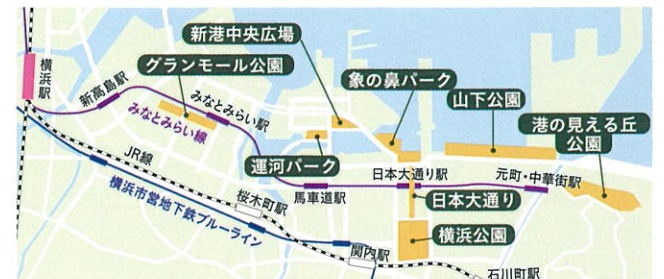 新港中央広場
グランモール公園
横浜駅
新高島駅
みなとみらい駅
みなとみらい線
象の鼻パーク
山下公園
港の見える丘
公園
運河パーク
JR線
横浜市営地下鉄ブルーライン
桜木町駅
馬車道駅
日本大通り駅
元町・中華街駅
日本大通り
横浜公園
関内駅
石川町駅